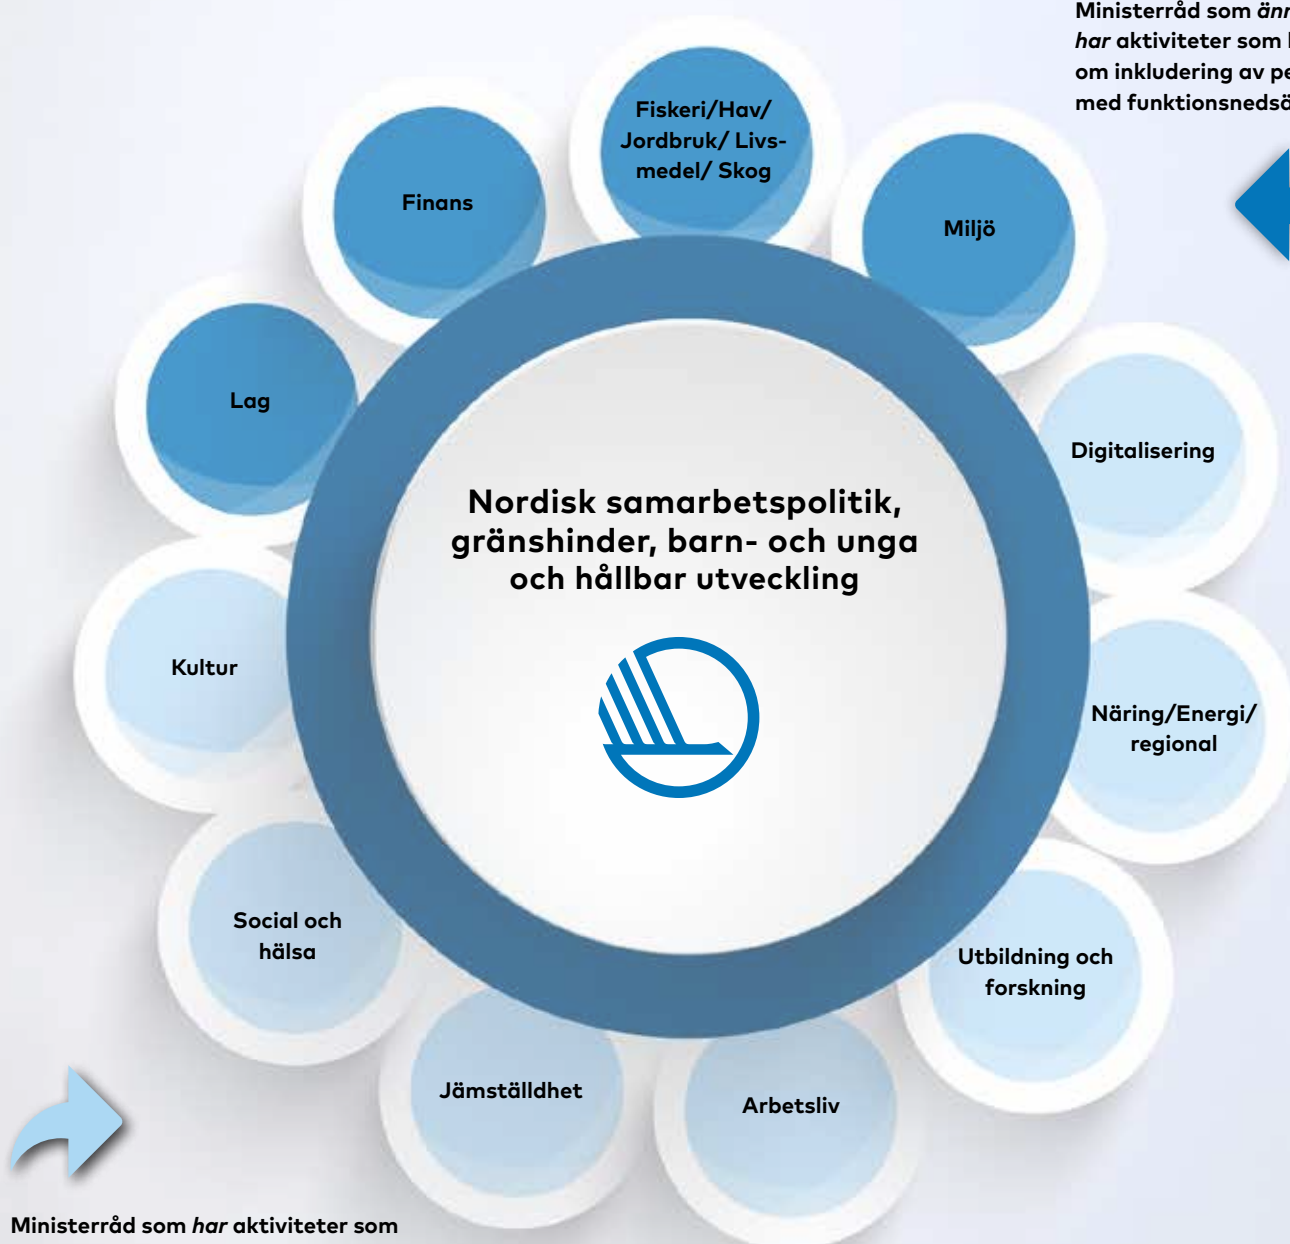 Ministerråd som
har aktiviteter som
om inkludering av
med
Fiskeri/Hav/
Jordbruk/ Livs-
medel/ Skog
Finans
Miljö
Lag
Digitalisering
Nordisk samarbetspolitik,
gränshinder, barn- och unga
och hållbar utveckling
Kultur
Näring/Energi/
regional
Social och
hälsa
Utbildning och
forskning
Jämställdhet
Arbetsliv
Ministerråd som har aktiviteter som